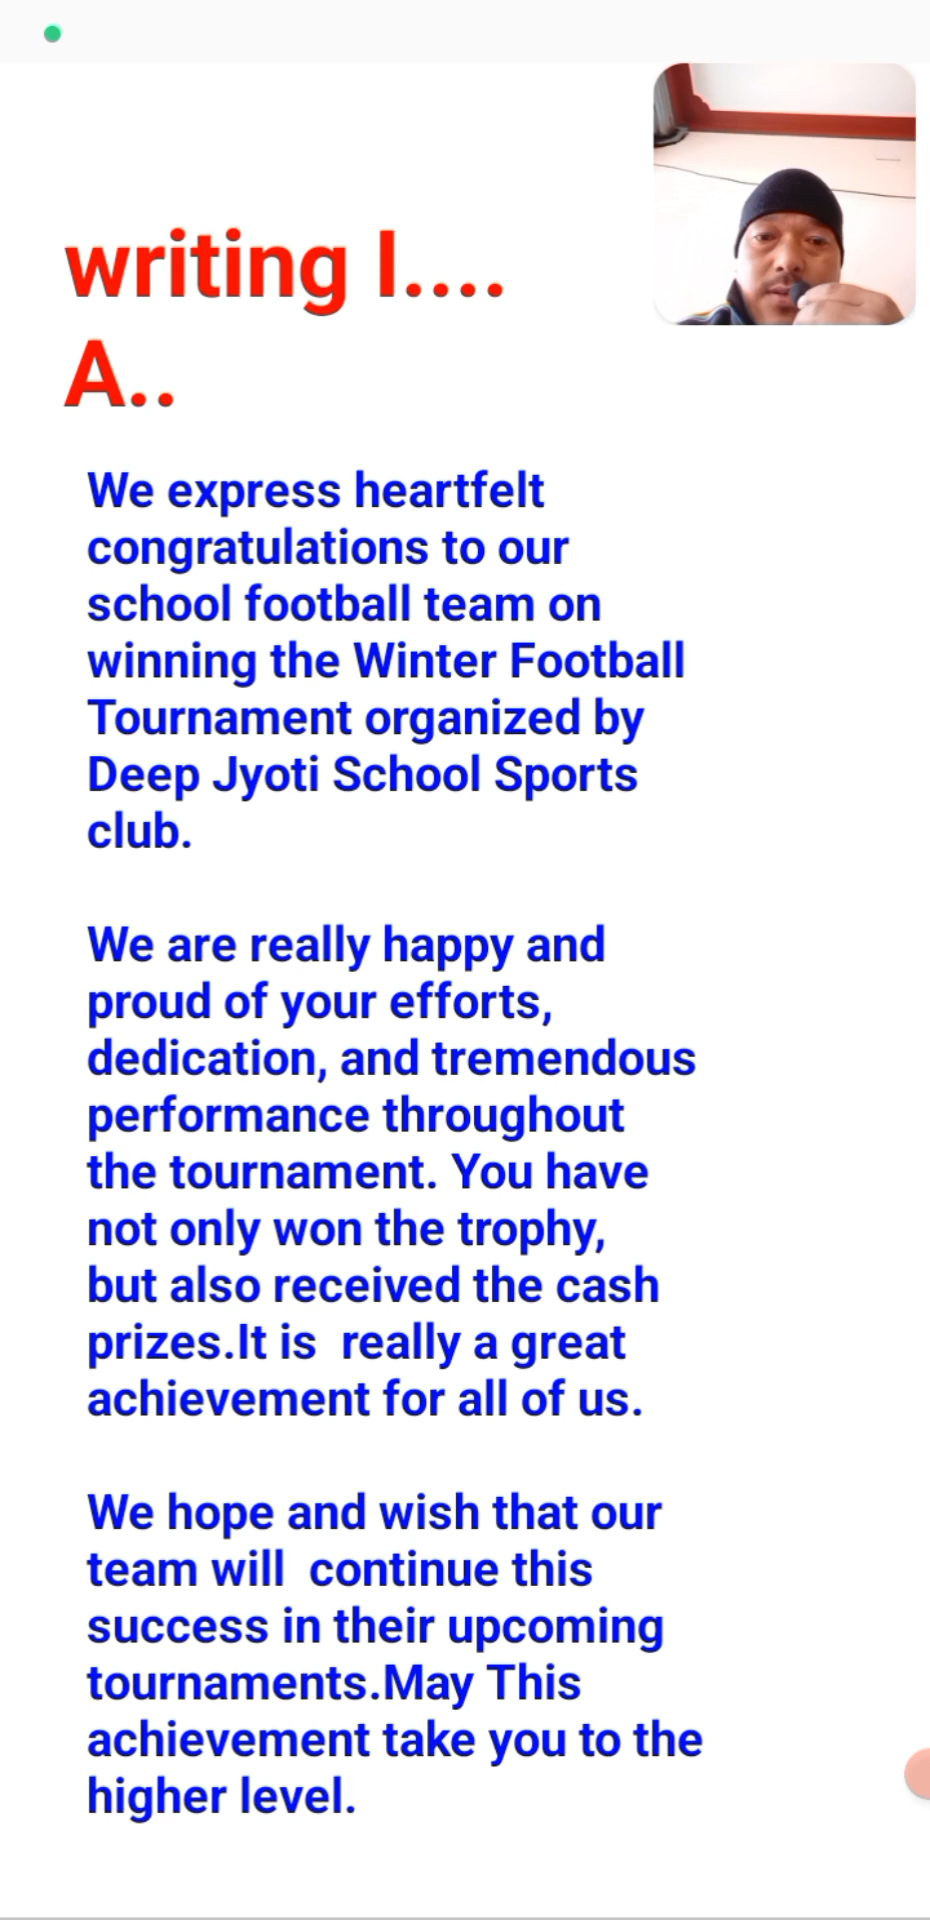 writing I....
A..
We express heartfelt
congratulations to our
school football team on
winning the Winter Football
Tournament organized by
Deep Jyoti School Sports
club.
We are really happy and
proud of your efforts,
dedication, and tremendous
performance throughout
the tournament. You have
not only won the trophy,
but also received the cash
prizes.It is  really a great
achievement for all of us.
We hope and wish that our
team will  continue this
success in their upcoming
tournaments.May This
achievement take you to the
higher level.